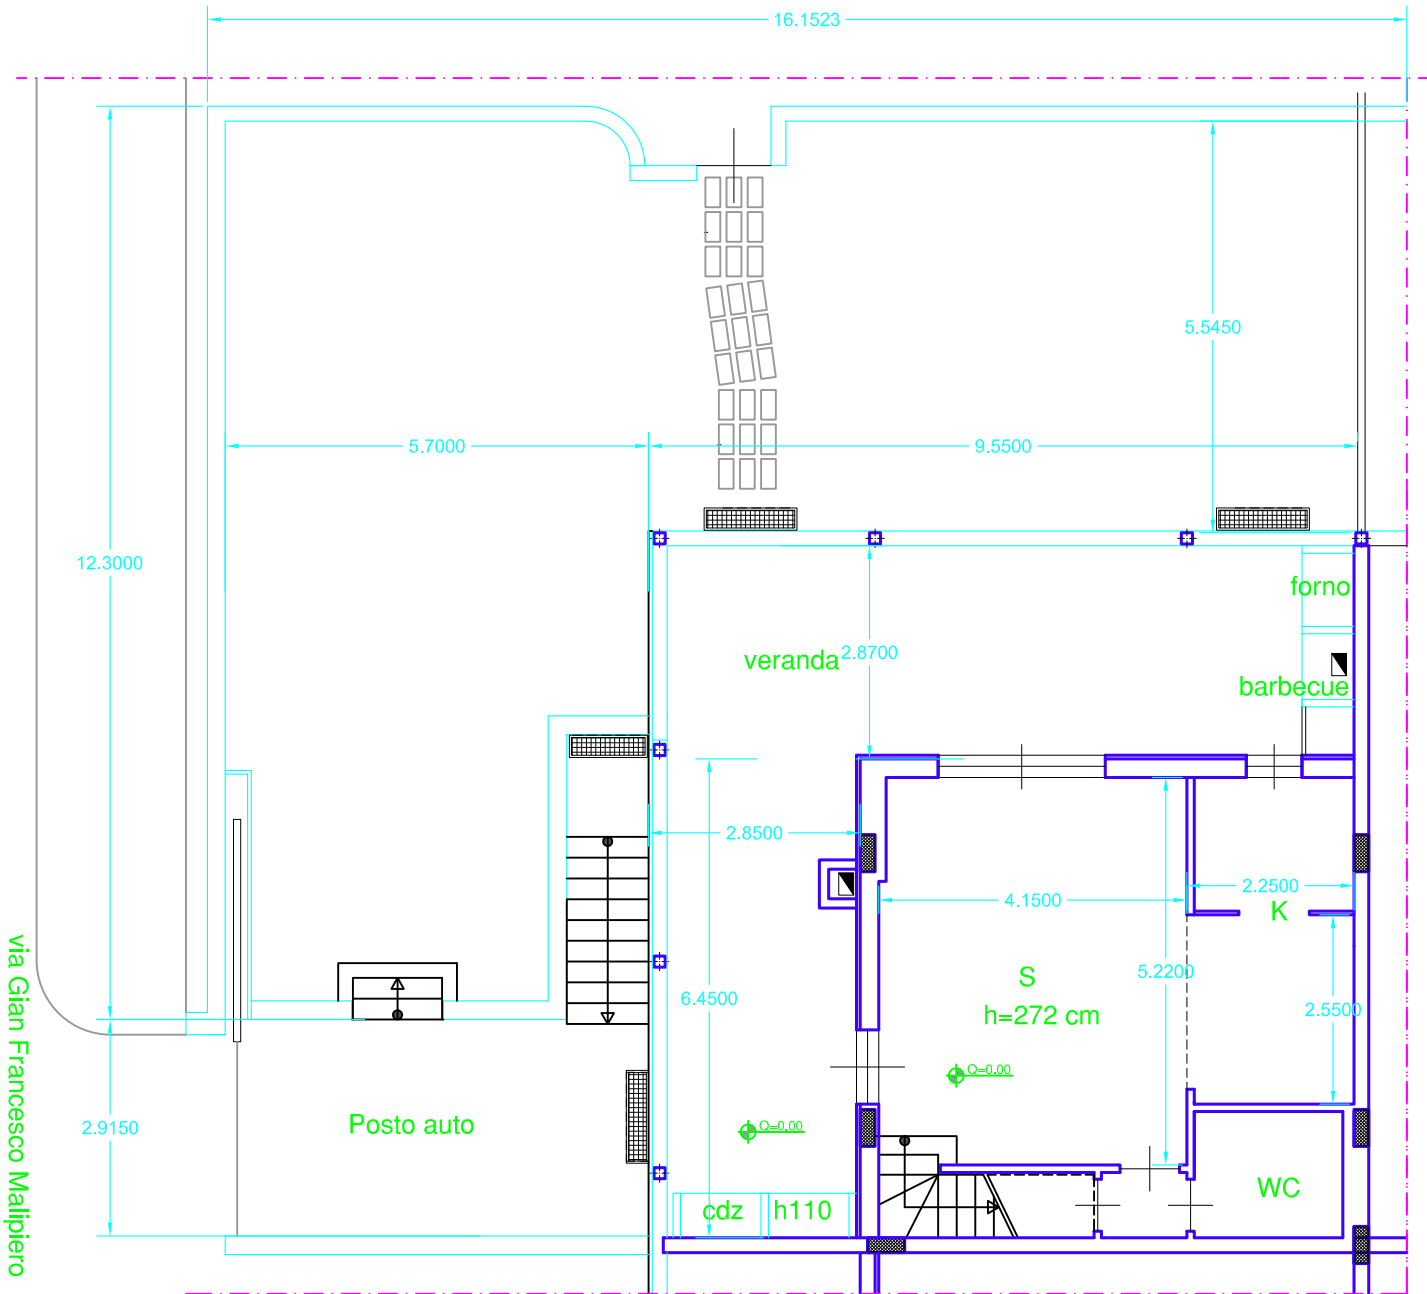 16.1523
5.5450
5.7000
9.5500
12.3000
forno
veranda
2.8700
barbecue
2.8500
2.2500
4.1500
K
S
5.2200
6.4500
h=272 cm
2.5500
Q=0.00
Posto auto
2.9150
Q=0.00
WC
cdz
h110
via Gian Francesco Malipiero